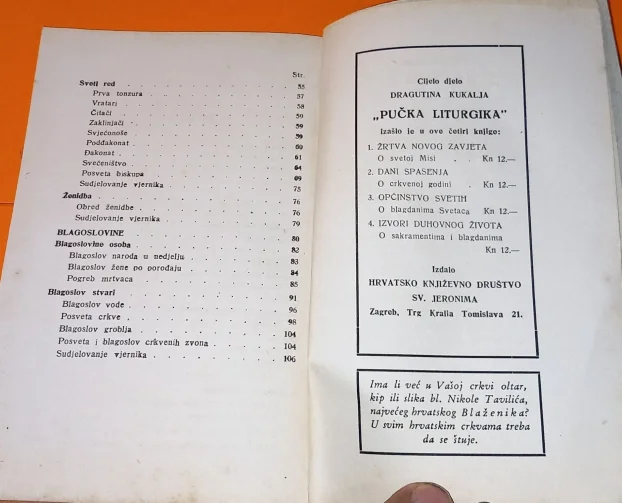 Str.
Sveti red 55
Prva tonzura 57
Vratari 58
Čitači 59
Zaklinjači 59
Svjećonoše 59
Podđakonat 60
Đakonat 61
Svećeništvo 64
Posveta biskupa 69
Sudjelovanje vjernika 75
Ženidba 76
Obred ženidbe 76
Sudjelovanje vjernika 79
BLAGOSLOVINE 80
Blagoslovine osoba 82
Blagoslov naroda u nedjelju 83
Blagoslov žene po porođaju 84
Pogreb mrtvaca 85
Blagoslov stvari 91
Blagoslov vode 96
Posveta crkve 98
Blagoslov groblja 104
Posveta i blagoslov crkvenih zvona 104
Sudjelovanje vjernika 106
Cijelo djelo
DRAGUTINA KUKALJA
„PUČKA LITURGIKA"
izašlo je u ove četiri knjige:
1. ŽRTVA NOVOG ZAVJETA
O svetoj Misi . . Kn 12.—
2. DANI SPASENJA
O crkvenoj godini . Kn 12.—
3. OPĆINSTVO SVETIH
O blagdanima Svetaca Kn 12.—
4. IZVORI DUHOVNOG ŽIVOTA
O sakramentima i blagdanima
Kn 12.—
Izdalo
HRVATSKO KNJIŽEVNO DRUŠTVO
SV. JERONIMA
Zagreb, Trg Kralja Tomislava 21.
Ima li već u Vašoj crkvi oltar,
kip ili slika bl. Nikole Tavilića,
najvećeg hrvatskog Blaženika?
U svim hrvatskim crkvama treba
da se štuje.